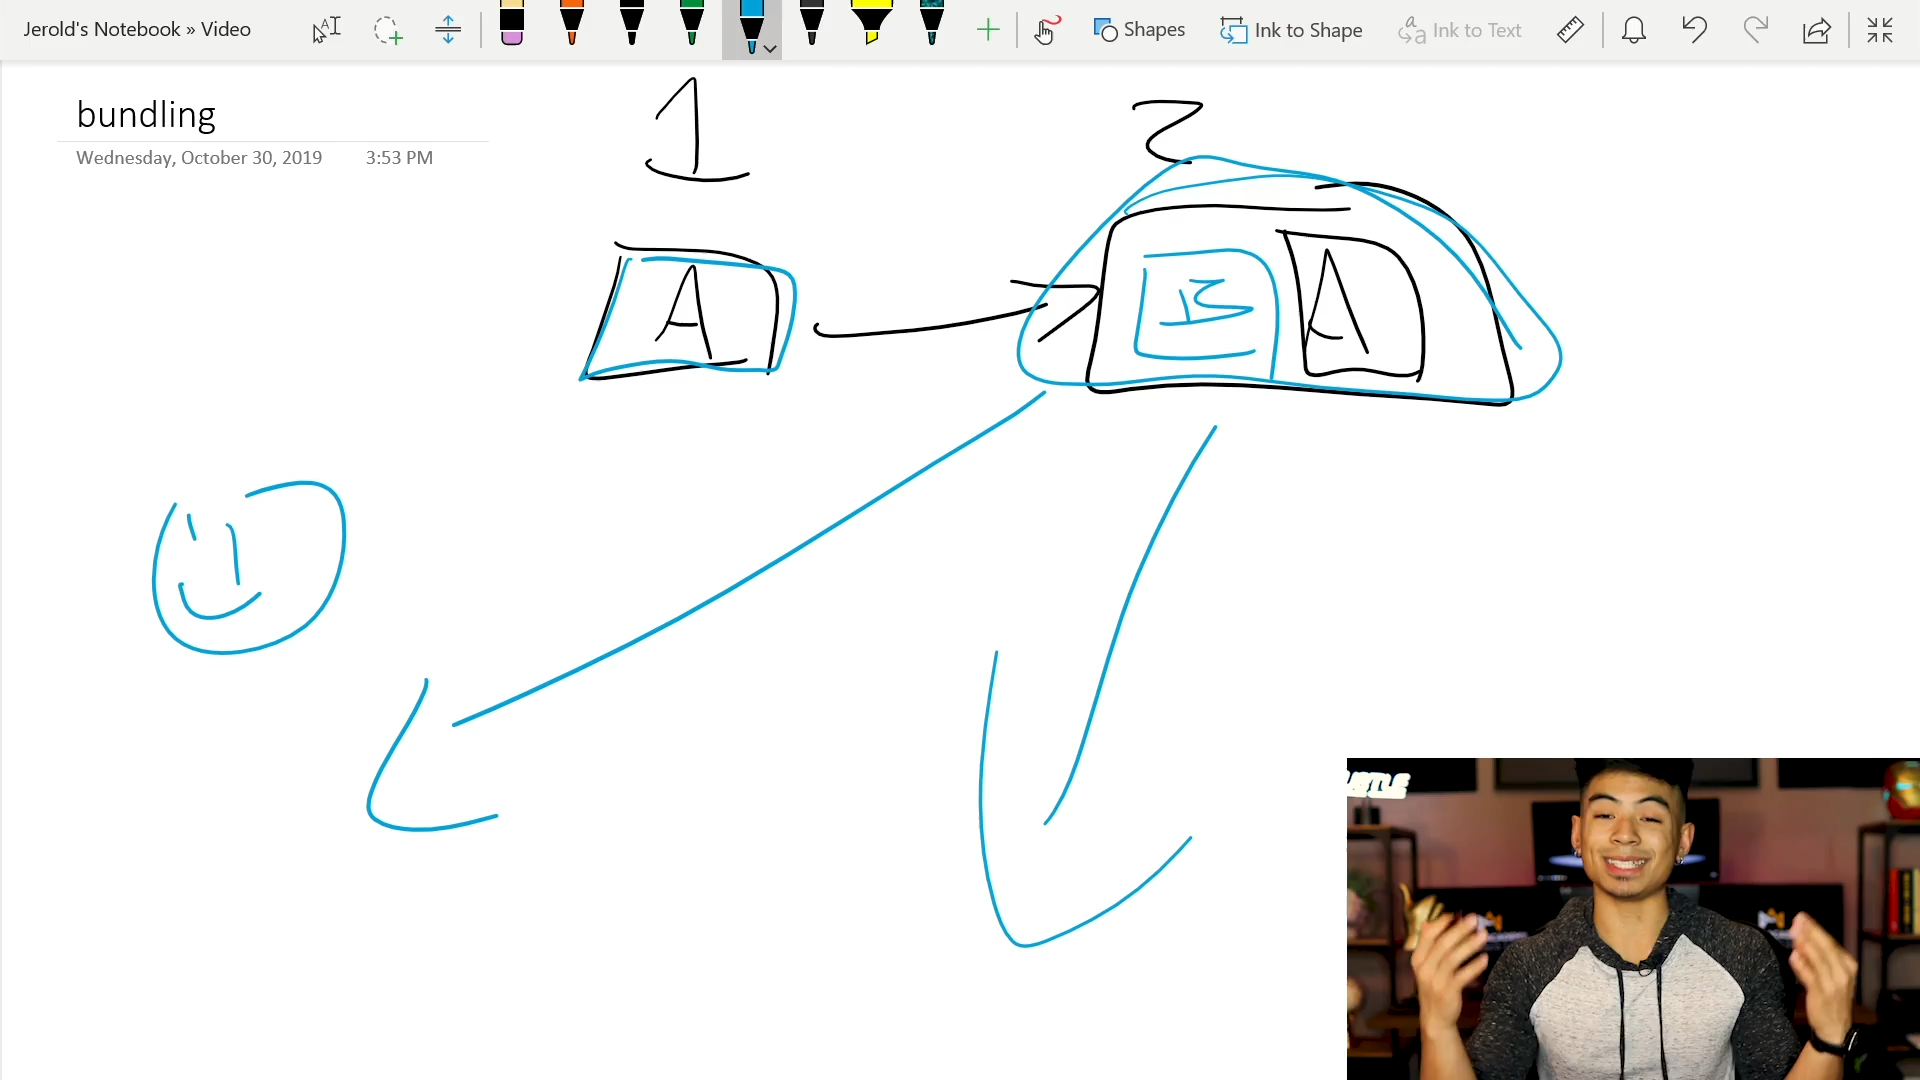 Jerold's Notebook » Video
Shapes
Ink to Shape
Ink to Text
bundling
Wednesday, October 30, 2019 3:53 PM
1
2
A
B
A